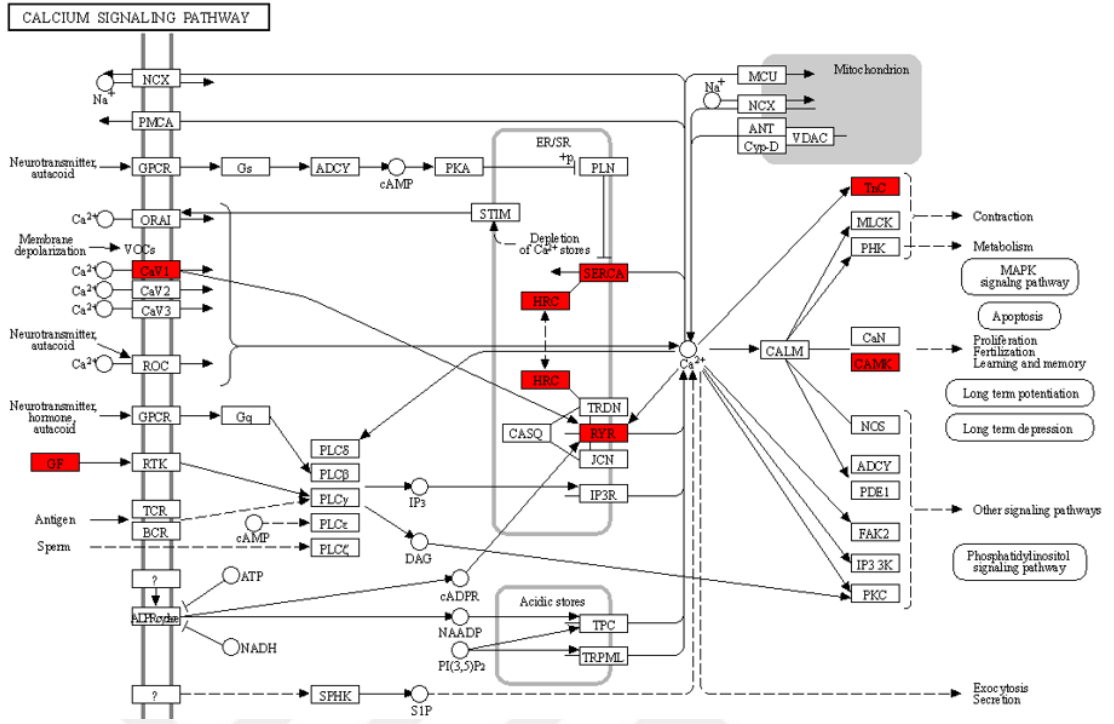 CALCIUM SIGNALING PATHWAY
NCX
Na+
PMCA
Neurotransmitter,
autacoid
GPCR
Gs
ADCY
cAMP
PKA
ER/SR
+p
PLN
MCU
Mitochondrion
Na+
NCX
ANT
Cyp-D
VDAC
Ca2+
ORAI
STIM
Depletion
of Ca2+ stores
Membrane
depolarization
VOCs
Ca2+
CaV1
Ca2+
CaV2
Ca2+
CaV3
SERCA
HRC
HRC
Neurotransmitter,
autacoid
Ca2+
ROC
Ca2+
CALM
TnC
MLCK
PHK
Contraction
Metabolism
MAPK
signalng pathway
Apoptosis
CaN
CAMK
Proliferation
Fertilization
Learning and memory
Long term potentiation
Long term depression
Neurotransmitter,
hormone,
autacoid
GPCR
Gq
TRDN
CASQ
RYR
JCN
IP3R
GF
RTK
PLCδ
PLCβ
PLCγ
PLCε
PLCζ
IP3
DAG
cAMP
Antigen
TCR
BCR
Sperm
NOS
ADCY
PDE1
FAK2
IP3 3K
PKC
Other signaling pathways
Phosphatidylinositol
signaling pathway
?
ATP
NADH
cADPR
NAADP
PI(3,5)P2
Acidic stores
TPC
TRPML
?
SPHK
S1P
Exocytosis
Secretion